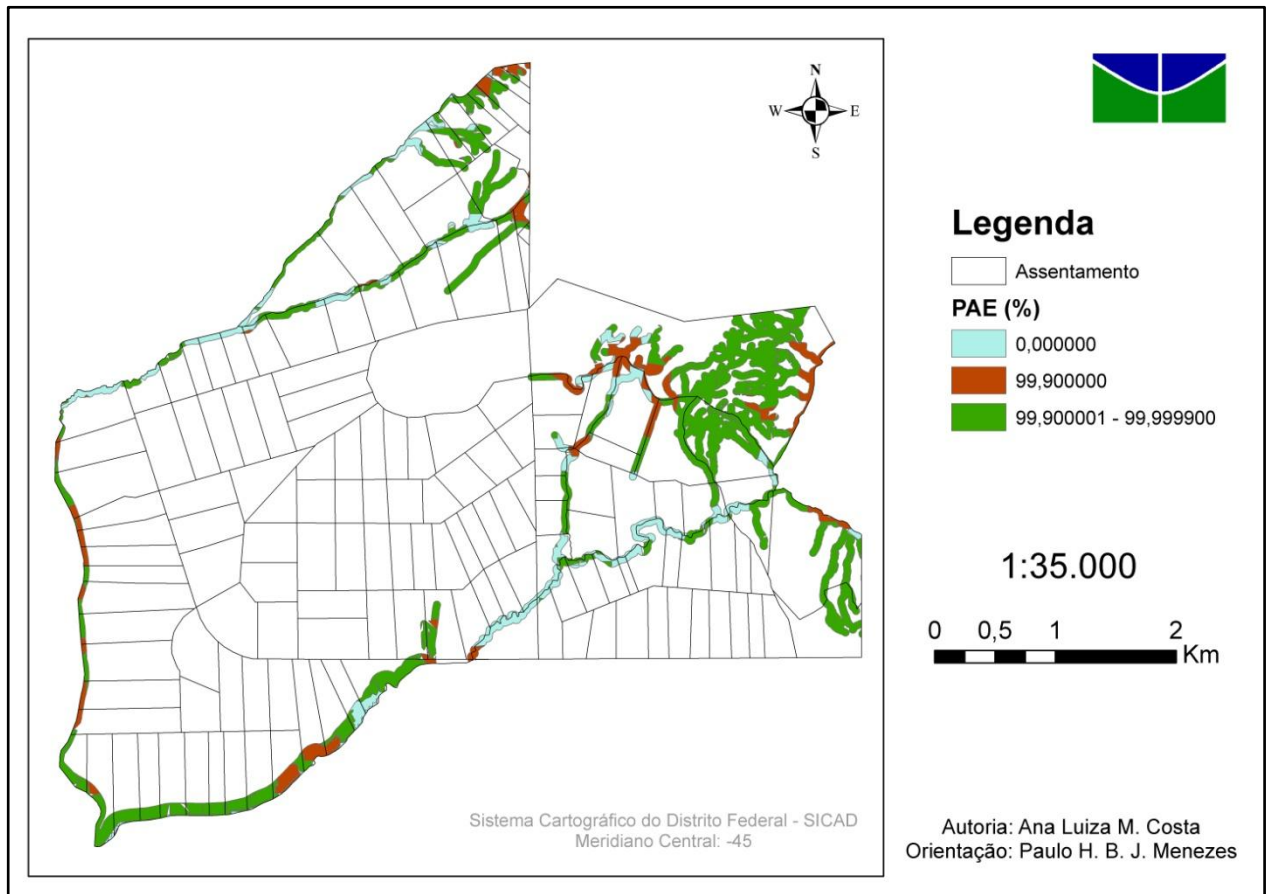 N
W
E
S
Legenda
Assentamento
PAE (%)
0,000000
99,900000
99,900001 - 99,999900
1:35.000
0 0,5 1 2
Km
Sistema Cartográfico do Distrito Federal - SICAD
Meridiano Central: -45
Autoria: Ana Luiza M. Costa
Orientação: Paulo H. B. J. Menezes